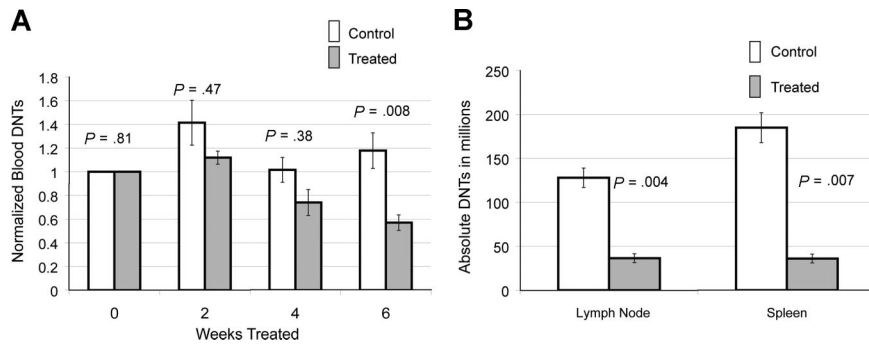 A
Control
Treated
Normalized Blood DNTs
1.8
1.6
1.4
1.2
1
0.8
0.6
0.4
0.2
0
P = .81
P = .47
P = .38
P = .008
0 2 4 6
Weeks Treated
B
Control
Treated
Absolute DNTs in millions
250
200
150
100
50
0
P = .004
P = .007
Lymph Node Spleen